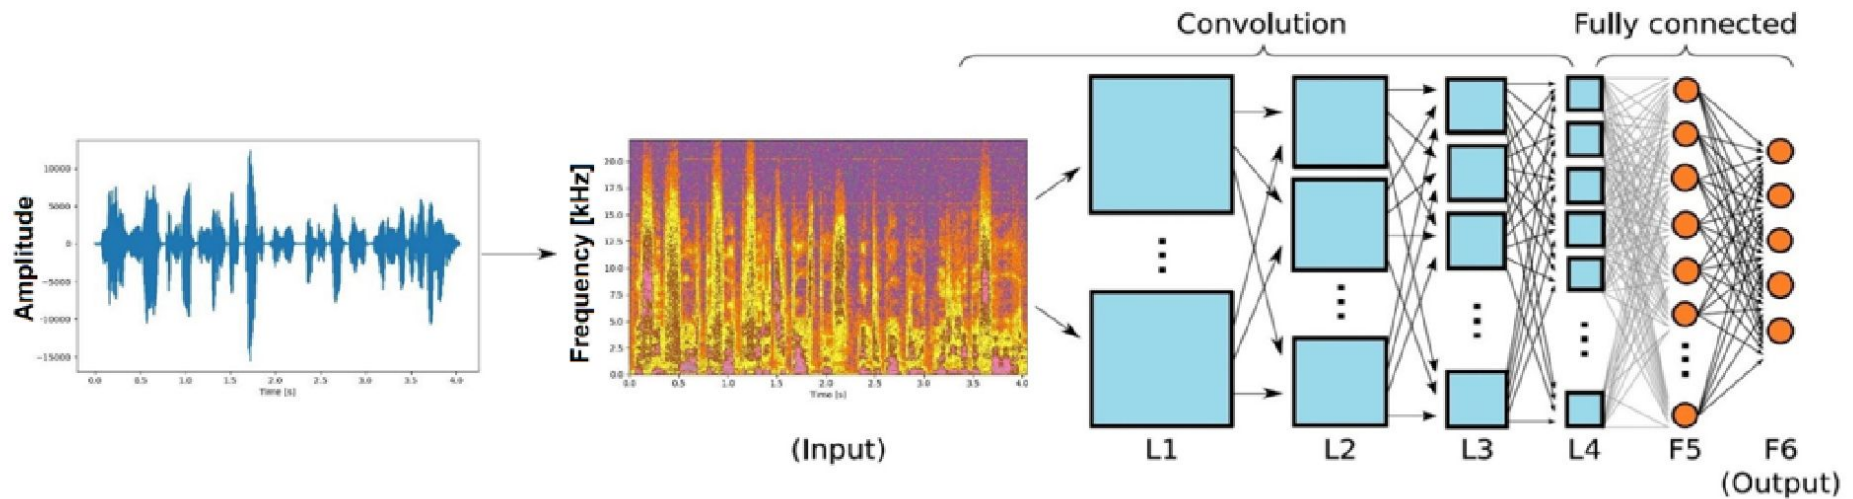 Convolution
Fully connected
Amplitude
10000
5000
0
−5000
−10000
−15000
0.0 0.5 1.0 1.5 2.0 2.5 3.0 3.5 4.0
Time [s]
Frequency [kHz]
20.0
17.5
15.0
12.5
10.0
7.5
5.0
2.5
0.0
0.0 0.5 1.0 1.5 2.0 2.5 3.0 3.5 4.0
Time [s]
(Input)
L1
L2
L3
L4
F5
F6
(Output)